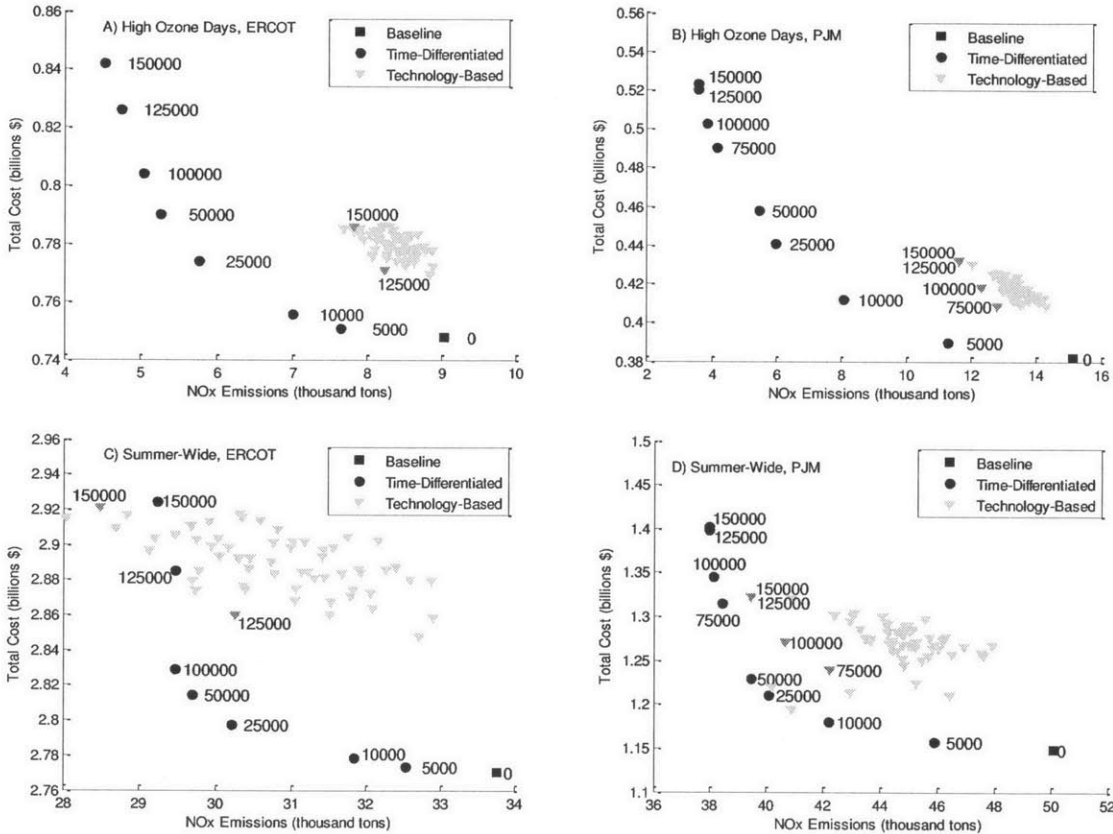 A) High Ozone Days, ERCOT
Baseline
Time-Differentiated
Technology-Based
0.86
0.84
0.82
0.8
0.78
0.76
0.74
Total Cost (billions $)
150000
125000
100000
50000
25000
10000
5000
0
150000
125000
4 5 6 7 8 9 10
NOx Emissions (thousand tons)
B) High Ozone Days, PJM
Baseline
Time-Differentiated
Technology-Based
0.56
0.54
0.52
0.5
0.48
0.46
0.44
0.42
0.4
0.38
Total Cost (billions $)
150000
125000
100000
75000
50000
25000
10000
5000
0
150000
125000
100000
75000
2 4 6 8 10 12 14 16
NOx Emissions (thousand tons)
C) Summer-Wide, ERCOT
Baseline
Time-Differentiated
Technology-Based
2.96
2.94
2.92
2.9
2.88
2.86
2.84
2.82
2.8
2.78
2.76
Total Cost (billions $)
150000
150000
125000
125000
100000
50000
25000
10000
5000
0
28 29 30 31 32 33 34
NOx Emissions (thousand tons)
D) Summer-Wide, PJM
Baseline
Time-Differentiated
Technology-Based
1.5
1.45
1.4
1.35
1.3
1.25
1.2
1.15
1.1
Total Cost (billions $)
150000
125000
100000
75000
150000
125000
100000
75000
50000
25000
10000
5000
0
36 38 40 42 44 46 48 50 52
NOx Emissions (thousand tons)